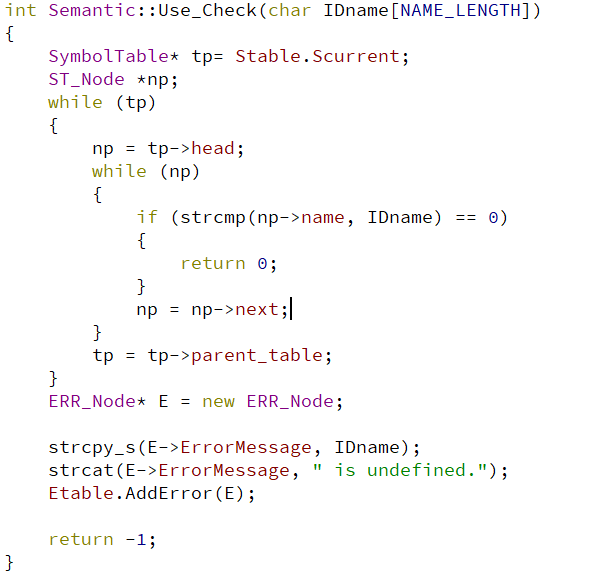 int Semantic::Use_Check(char IDname[NAME_LENGTH])
{
    SymbolTable* tp= Stable.Scurrent;
    ST_Node *np;
    while (tp)
    {
        np = tp->head;
        while (np)
        {
            if (strcmp(np->name, IDname) == 0)
            {
                return 0;
            }
            np = np->next;
        }
        tp = tp->parent_table;
    }
    ERR_Node* E = new ERR_Node;

    strcpy_s(E->ErrorMessage, IDname);
    strcat(E->ErrorMessage, " is undefined.");
    Etable.AddError(E);

    return -1;
}